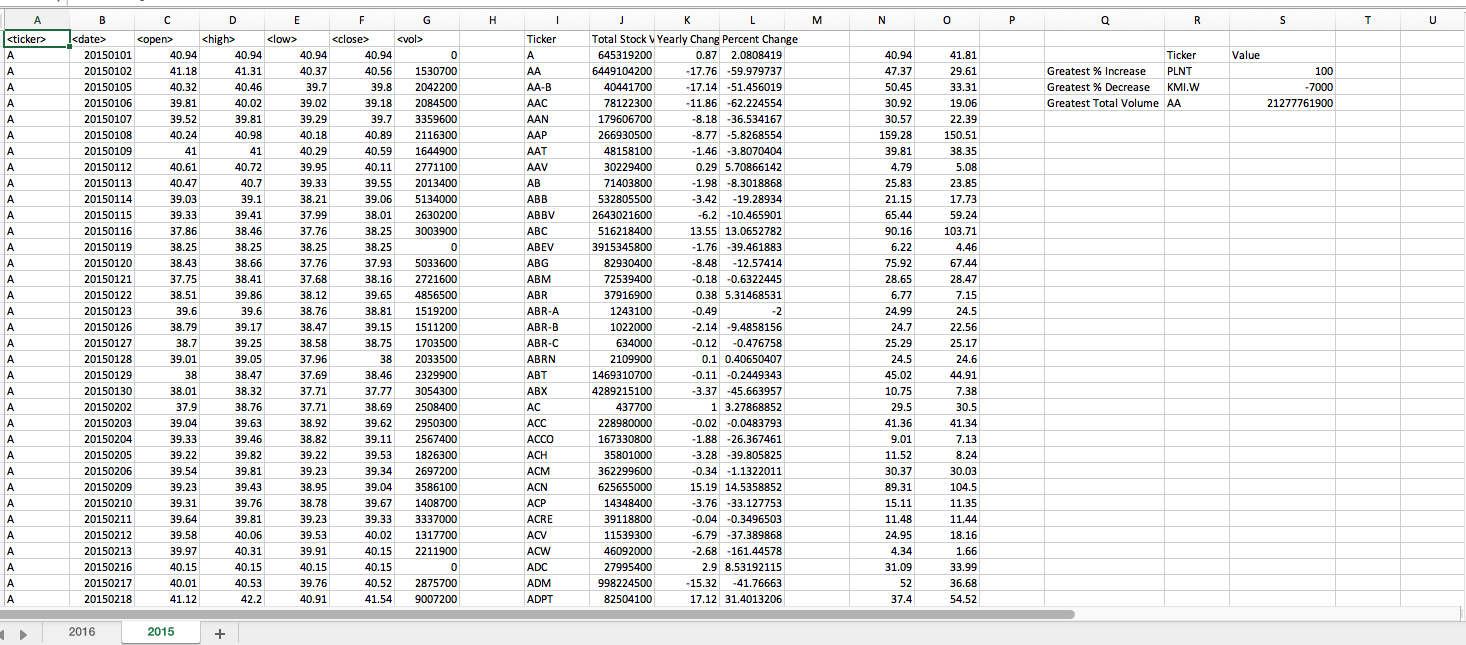 A B C D E F G H I J K L M N O P Q R S T U
<ticker> <date> <open> <high> <low> <close> <vol> Ticker Total Stock V Yearly Chang Percent Change
A 20150101 40.94 40.94 40.94 40.94 0 A 645319200 0.87 2.0808419 40.94 41.81 Ticker Value
A 20150102 41.18 41.31 40.37 40.56 1530700 AA 6449104200 -17.76 -59.979737 47.37 29.61 Greatest % Increase PLNT 100
A 20150105 40.32 40.46 39.7 39.8 2042200 AA-B 40441700 -17.14 -51.456019 50.45 33.31 Greatest % Decrease KMI.W -7000
A 20150106 39.81 40.02 39.02 39.18 2084500 AAC 78122300 -11.86 -62.224554 30.92 19.06 Greatest Total Volume AA 21277761900
A 20150107 39.52 39.81 39.29 39.7 3359600 AAN 179606700 -8.18 -36.534167 30.57 22.39
A 20150108 40.24 40.98 40.18 40.89 2116300 AAP 266930500 -8.77 -5.8268554 159.28 150.51
A 20150109 41 41 40.29 40.59 1644900 AAT 48158100 -1.46 -3.8070404 39.81 38.35
A 20150112 40.61 40.72 39.95 40.11 2771100 AAV 30229400 0.29 5.70866142 4.79 5.08
A 20150113 40.47 40.7 39.33 39.55 2013400 AB 71403800 -1.98 -8.3018868 25.83 23.85
A 20150114 39.03 39.1 38.21 39.06 5134000 ABB 532805500 -3.42 -19.28934 21.15 17.73
A 20150115 39.33 39.41 37.99 38.01 2630200 ABBV 2643021600 -6.2 -10.465901 65.44 59.24
A 20150116 37.86 38.46 37.76 38.25 3003900 ABC 516218400 13.55 13.0652782 90.16 103.71
A 20150119 38.25 38.25 38.25 38.25 0 ABEV 3915345800 -1.76 -39.461883 6.22 4.46
A 20150120 38.43 38.66 37.76 37.93 5033600 ABG 82930400 -8.48 -12.57414 75.92 67.44
A 20150121 37.75 38.41 37.68 38.16 2721600 ABM 72539400 -0.18 -0.6322445 28.65 28.47
A 20150122 38.51 39.86 38.12 39.65 4856500 ABR 37916900 0.38 5.31468531 6.77 7.15
A 20150123 39.6 39.6 38.76 38.81 1519200 ABR-A 1243100 -0.49 -2 24.99 24.5
A 20150126 38.79 39.17 38.47 39.15 1511200 ABR-B 1022000 -2.14 -9.4858156 24.7 22.56
A 20150127 38.7 39.25 38.58 38.75 1703500 ABR-C 634000 -0.12 -0.476758 25.29 25.17
A 20150128 39.01 39.05 37.96 38 2033500 ABRN 2109900 0.1 0.40650407 24.5 24.6
A 20150129 38 38.47 37.69 38.46 2329900 ABT 1469310700 -0.11 -0.2449343 45.02 44.91
A 20150130 38.01 38.32 37.71 37.77 3054300 ABX 4289215100 -3.37 -45.663957 10.75 7.38
A 20150202 37.9 38.76 37.71 38.69 2508400 AC 437700 1 3.27868852 29.5 30.5
A 20150203 39.04 39.63 38.92 39.62 2950300 ACC 228980000 -0.02 -0.0483793 41.36 41.34
A 20150204 39.33 39.46 38.82 39.11 2567400 ACCO 167330800 -1.88 -26.367461 9.01 7.13
A 20150205 39.22 39.82 39.22 39.53 1826300 ACH 35801000 -3.28 -39.805825 11.52 8.24
A 20150206 39.54 39.81 39.23 39.34 2697200 ACM 362299600 -0.34 -1.1322011 30.37 30.03
A 20150209 39.23 39.43 38.95 39.04 3586100 ACN 625655000 15.19 14.5358852 89.31 104.5
A 20150210 39.31 39.76 38.78 39.67 1408700 ACP 14348400 -3.76 -33.127753 15.11 11.35
A 20150211 39.64 39.81 39.23 39.33 3337000 ACRE 39118800 -0.04 -0.3496503 11.48 11.44
A 20150212 39.58 40.06 39.53 40.02 1317700 ACV 11539300 -6.79 -37.389868 24.95 18.16
A 20150213 39.97 40.31 39.91 40.15 2211900 ACW 46092000 -2.68 -161.44578 4.34 1.66
A 20150216 40.15 40.15 40.15 40.15 0 ADC 27995400 2.9 8.53192115 31.09 33.99
A 20150217 40.01 40.53 39.76 40.52 2875700 ADM 998224500 -15.32 -41.76663 52 36.68
A 20150218 41.12 42.2 40.91 41.54 9007200 ADPT 82504100 17.12 31.4013206 37.4 54.52
2016 2015 +